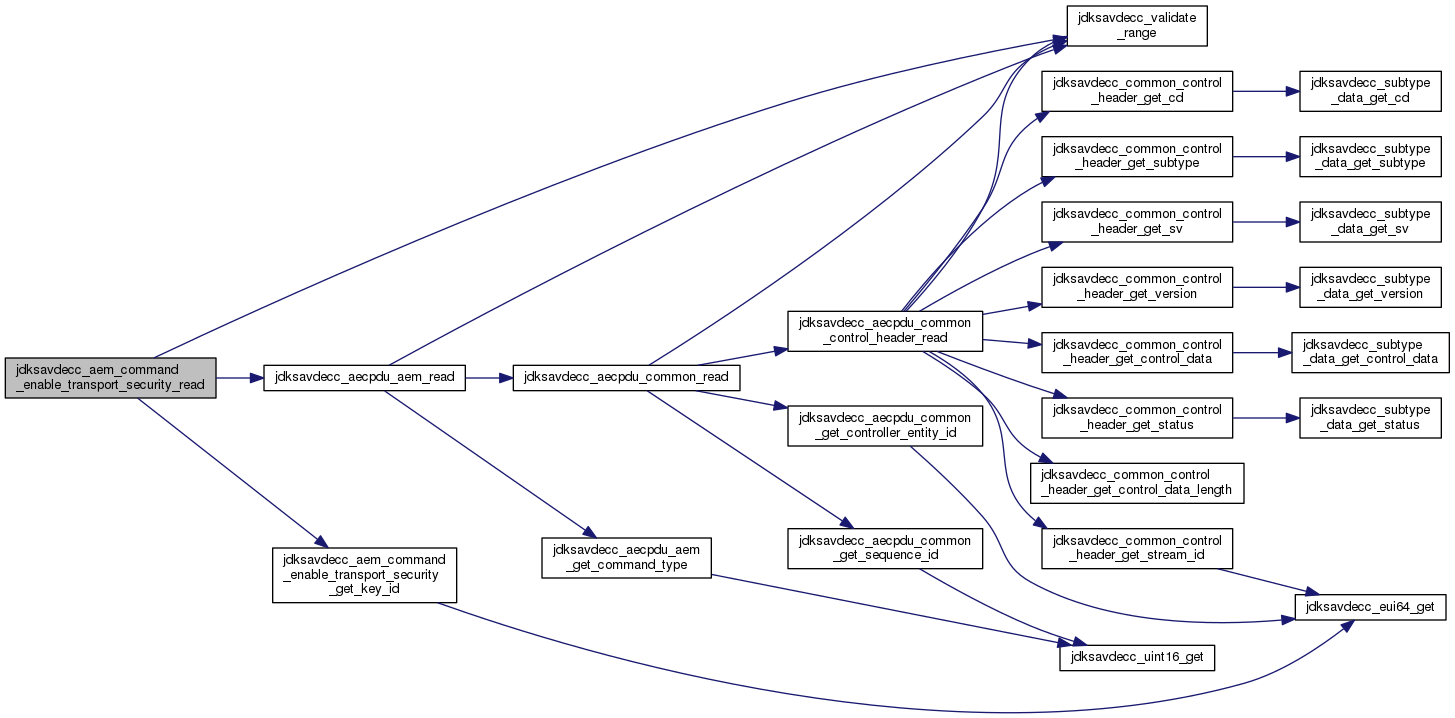 jdksavdecc_validate
_range
jdksavdecc_common_control
_header_get_cd
jdksavdecc_subtype
_data_get_cd
jdksavdecc_common_control
_header_get_subtype
jdksavdecc_subtype
_data_get_subtype
jdksavdecc_common_control
_header_get_sv
jdksavdecc_subtype
_data_get_sv
jdksavdecc_common_control
_header_get_version
jdksavdecc_subtype
_data_get_version
jdksavdecc_aecpdu_common
_control_header_read
jdksavdecc_common_control
_header_get_control_data
jdksavdecc_subtype
_data_get_control_data
jdksavdecc_aem_command
_enable_transport_security_read
jdksavdecc_aecpdu_aem_read
jdksavdecc_aecpdu_common_read
jdksavdecc_aecpdu_common
_get_controller_entity_id
jdksavdecc_common_control
_header_get_status
jdksavdecc_subtype
_data_get_status
jdksavdecc_common_control
_header_get_control_data_length
jdksavdecc_aem_command
_enable_transport_security
_get_key_id
jdksavdecc_aecpdu_aem
_get_command_type
jdksavdecc_aecpdu_common
_get_sequence_id
jdksavdecc_common_control
_header_get_stream_id
jdksavdecc_eui64_get
jdksavdecc_uint16_get